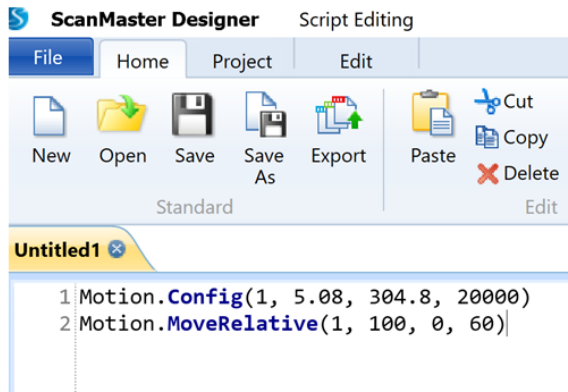 ScanMaster Designer Script Editing
File Home Project Edit
New Open Save Save As Export Paste Cut
Copy
Delete
Standard Edit
Untitled1
1 Motion.Config(1, 5.08, 304.8, 20000)
2 Motion.MoveRelative(1, 100, 0, 60)